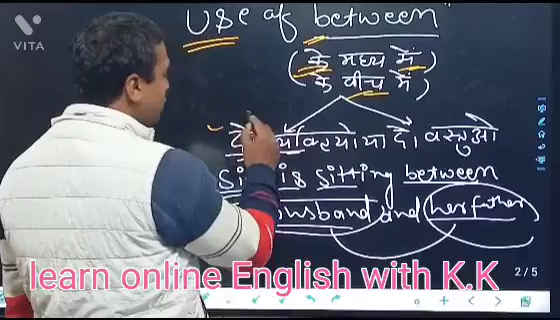 VITA
Use of between"
(के मध्य में)
(के बीच में)
दो व्यक्तियो या दो वस्तुओ
is sitting between
husband and her father
learn online English with K.K
2/5